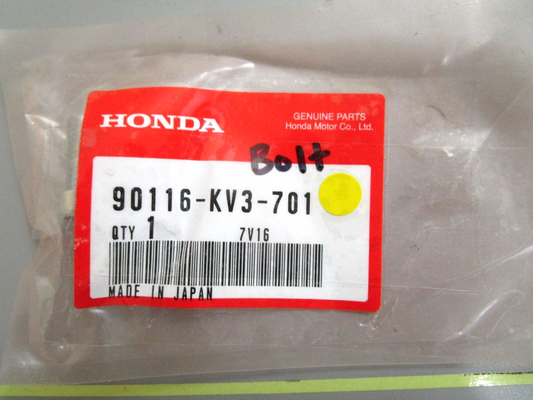 HONDA
GENUINE PARTS
Honda Motor Co., Ltd.
Bolt
90116-KV3-701
QTY 1 7V16
MADE IN JAPAN